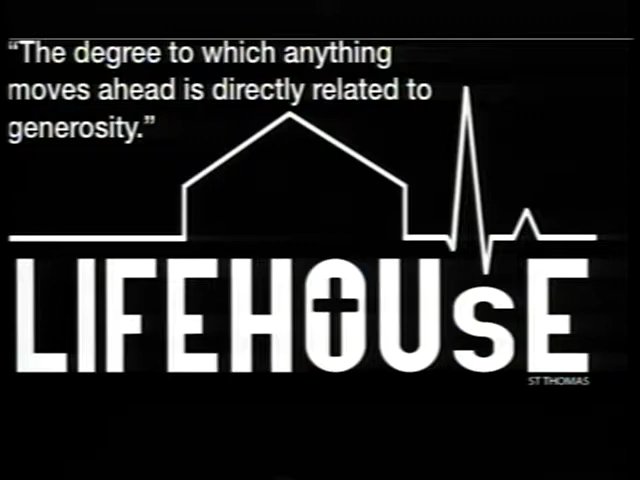 “The degree to which anything
moves ahead is directly related to
generosity.”
LIFEHOUsE
ST THOMAS